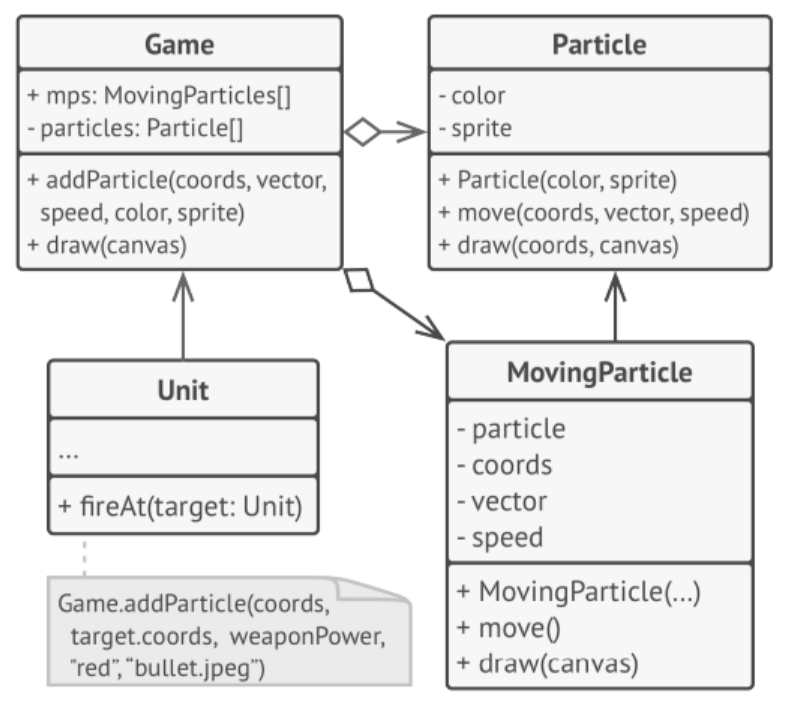 Game
+ mps: MovingParticles[]
- particles: Particle[]
+ addParticle(coords, vector,
speed, color, sprite)
+ draw(canvas)
Particle
- color
- sprite
+ Particle(color, sprite)
+ move(coords, vector, speed)
+ draw(coords, canvas)
Unit
...
+ fireAt(target: Unit)
Game.addParticle(coords,
target.coords, weaponPower,
"red",“bullet.jpeg”)
MovingParticle
- particle
- coords
- vector
- speed
+ MovingParticle(...)
+ move()
+ draw(canvas)